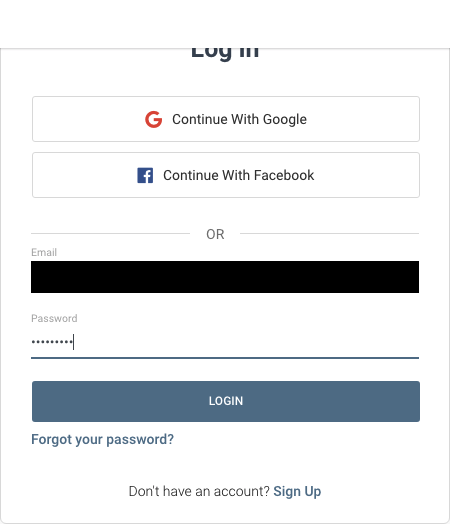 Log In
Continue With Google
Continue With Facebook
OR
Email
Password
•••••••••
LOGIN
Forgot your password?
Don't have an account? Sign Up